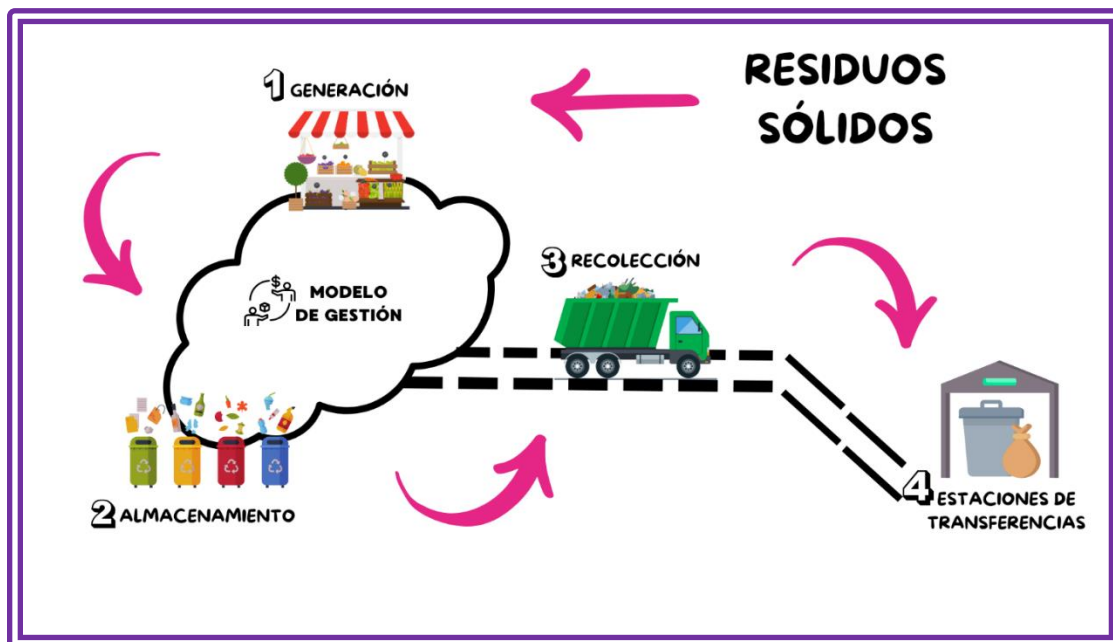 RESIDUOS
SÓLIDOS
1 GENERACIÓN
MODELO
DE GESTIÓN
2 ALMACENAMIENTO
3 RECOLECCIÓN
4 ESTACIONES DE
TRANSFERENCIAS